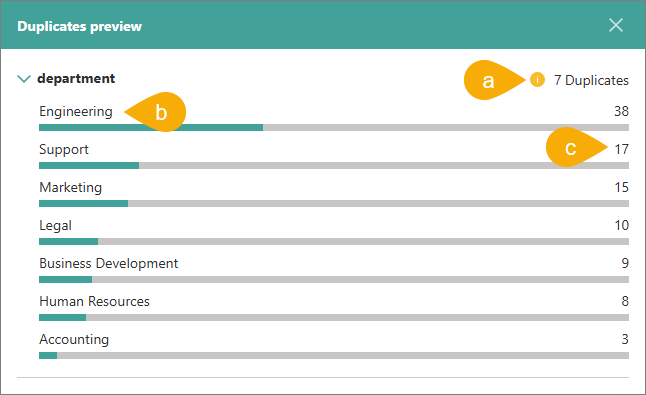 Duplicates preview
department a 7 Duplicates
Engineering b 38
Support c 17
Marketing 15
Legal 10
Business Development 9
Human Resources 8
Accounting 3